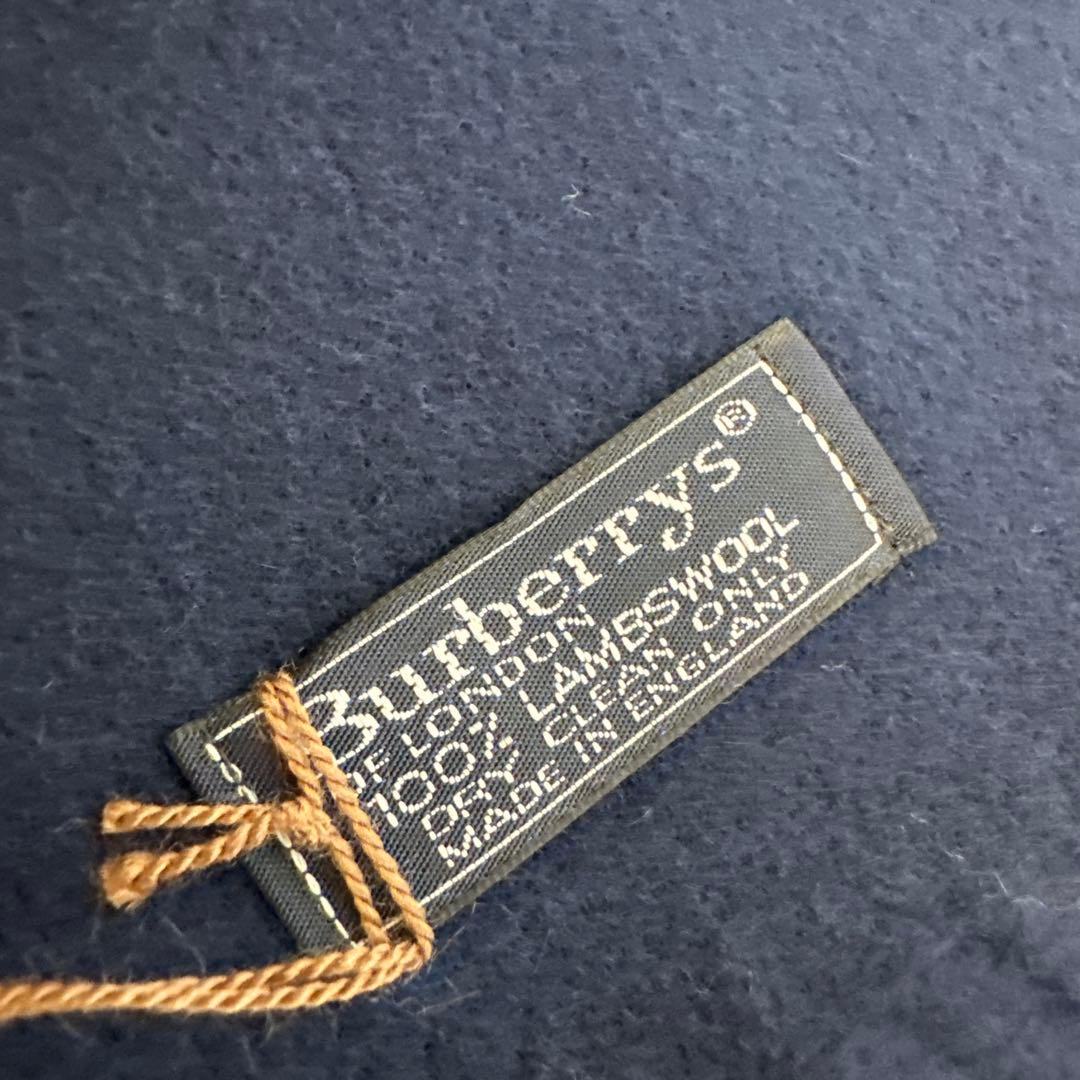 Burberrys®
OF LONDON
100% LAMBSWOOL
DRY CLEAN ONLY
MADE IN ENGLAND